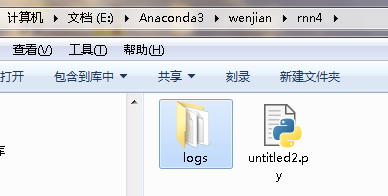 计算机 ▸ 文档 (E:) ▸ Anaconda3 ▸ wenjian ▸ rnn4 ▸
查看(V) 工具(T) 帮助(H)
打开 包含到库中 ▾ 共享 ▾ 刻录 新建文件夹
库
logs
untitled2.p
y